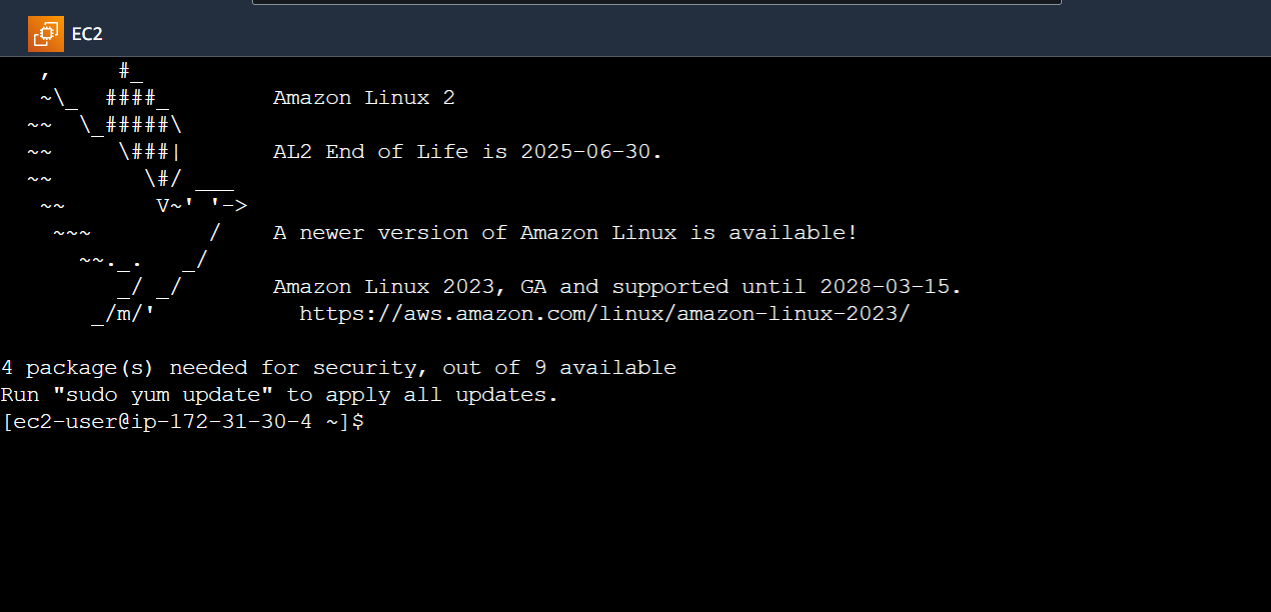 EC2
   ,     #_
   ~\_  ####_        Amazon Linux 2
  ~~  \_#####\
  ~~     \###|       AL2 End of Life is 2025-06-30.
  ~~       \#/ ___
   ~~       V~' '->
    ~~~         /    A newer version of Amazon Linux is available!
      ~~._.   _/
         _/ _/       Amazon Linux 2023, GA and supported until 2028-03-15.
       _/m/'           https://aws.amazon.com/linux/amazon-linux-2023/
4 package(s) needed for security, out of 9 available
Run "sudo yum update" to apply all updates.
[ec2-user@ip-172-31-30-4 ~]$